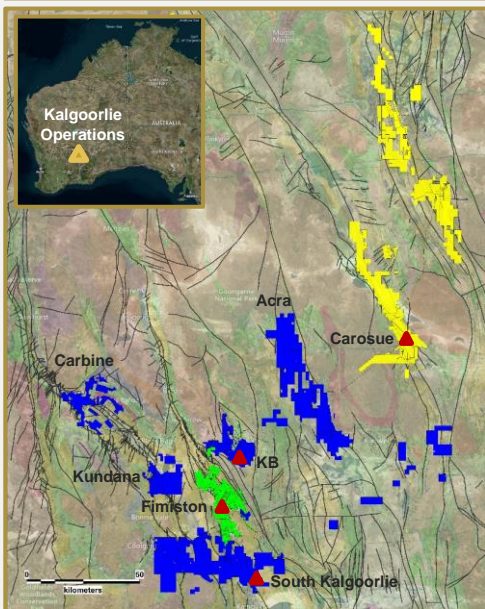 Kalgoorlie
Operations
AUSTRALIA
Acra
Carosue
Carbine
KB
Kundana
Fimiston
South Kalgoorlie
0
50
kilometers